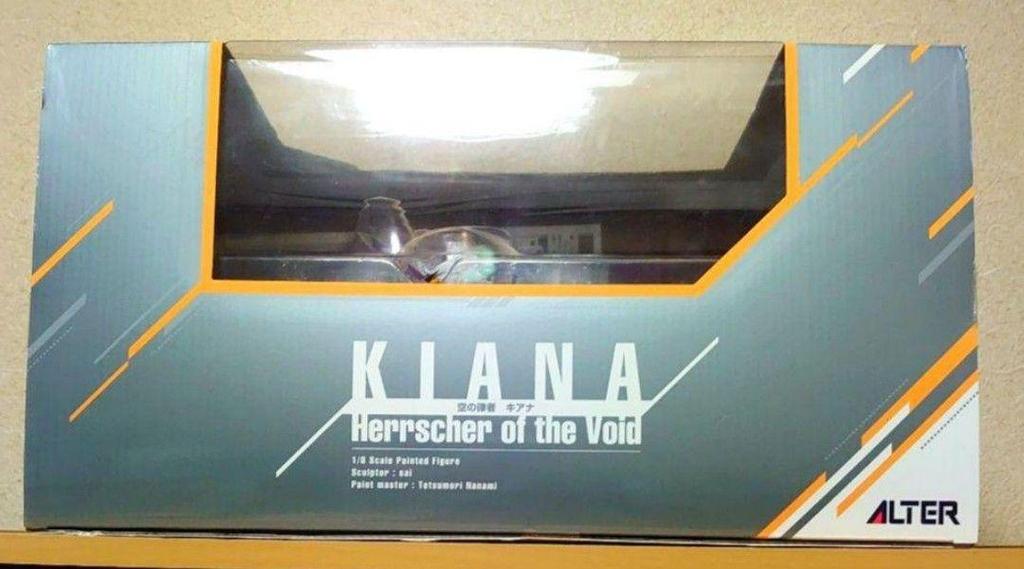 KIANA
空の律者 キアナ
Herrscher of the Void
1/8 Scale Painted Figure
Sculptor : sai
Paint master : Tetsumori Nanami
ALTER